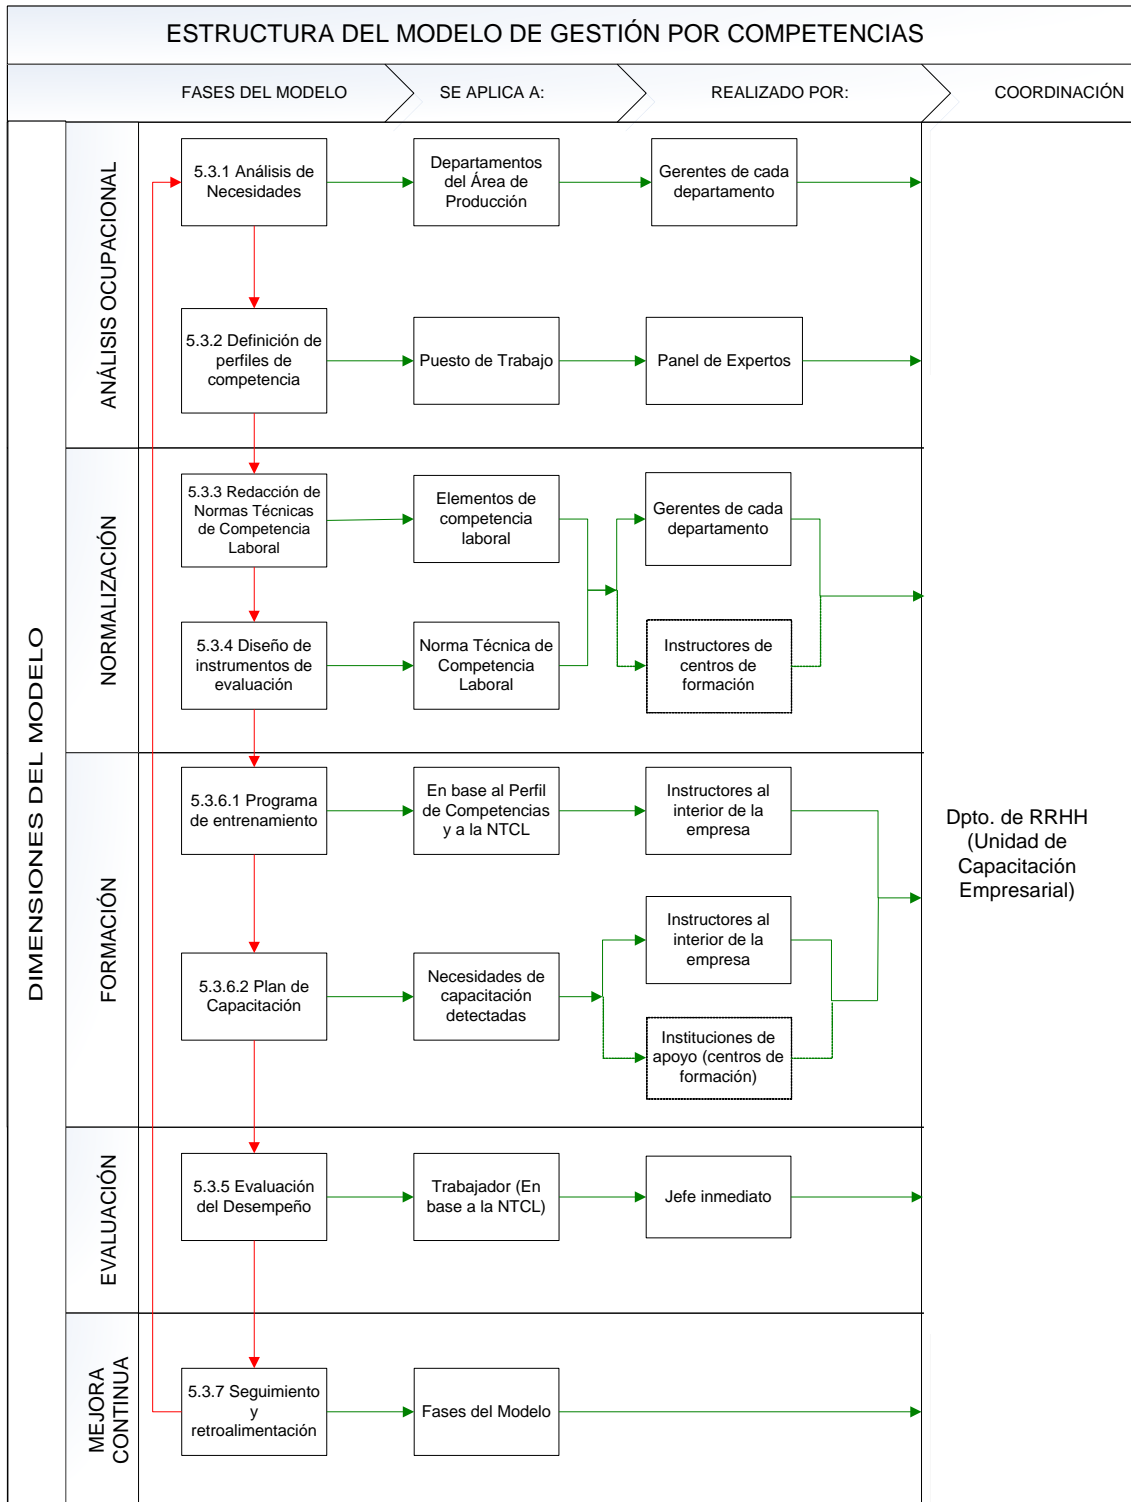 ESTRUCTURA DEL MODELO DE GESTIÓN POR COMPETENCIAS
FASES DEL MODELO
SE APLICA A:
REALIZADO POR:
COORDINACIÓN
DIMENSIONES DEL MODELO
ANÁLISIS OCUPACIONAL
5.3.1 Análisis de
Necesidades
Departamentos
del Área de
Producción
Gerentes de cada
departamento
5.3.2 Definición de
perfiles de
competencia
Puesto de Trabajo
Panel de Expertos
NORMALIZACIÓN
5.3.3 Redacción de
Normas Técnicas
de Competencia
Laboral
Elementos de
competencia
laboral
Gerentes de cada
departamento
5.3.4 Diseño de
instrumentos de
evaluación
Norma Técnica de
Competencia
Laboral
Instructores de
centros de
formación
FORMACIÓN
5.3.6.1 Programa
de entrenamiento
En base al Perfil
de Competencias
y a la NTCL
Instructores al
interior de la
empresa
5.3.6.2 Plan de
Capacitación
Necesidades de
capacitación
detectadas
Instructores al
interior de la
empresa
Instituciones de
apoyo (centros de
formación)
Dpto. de RRHH
(Unidad de
Capacitación
Empresarial)
EVALUACIÓN
5.3.5 Evaluación
del Desempeño
Trabajador (En
base a la NTCL)
Jefe inmediato
MEJORA
CONTINUA
5.3.7 Seguimiento
y
retroalimentación
Fases del Modelo